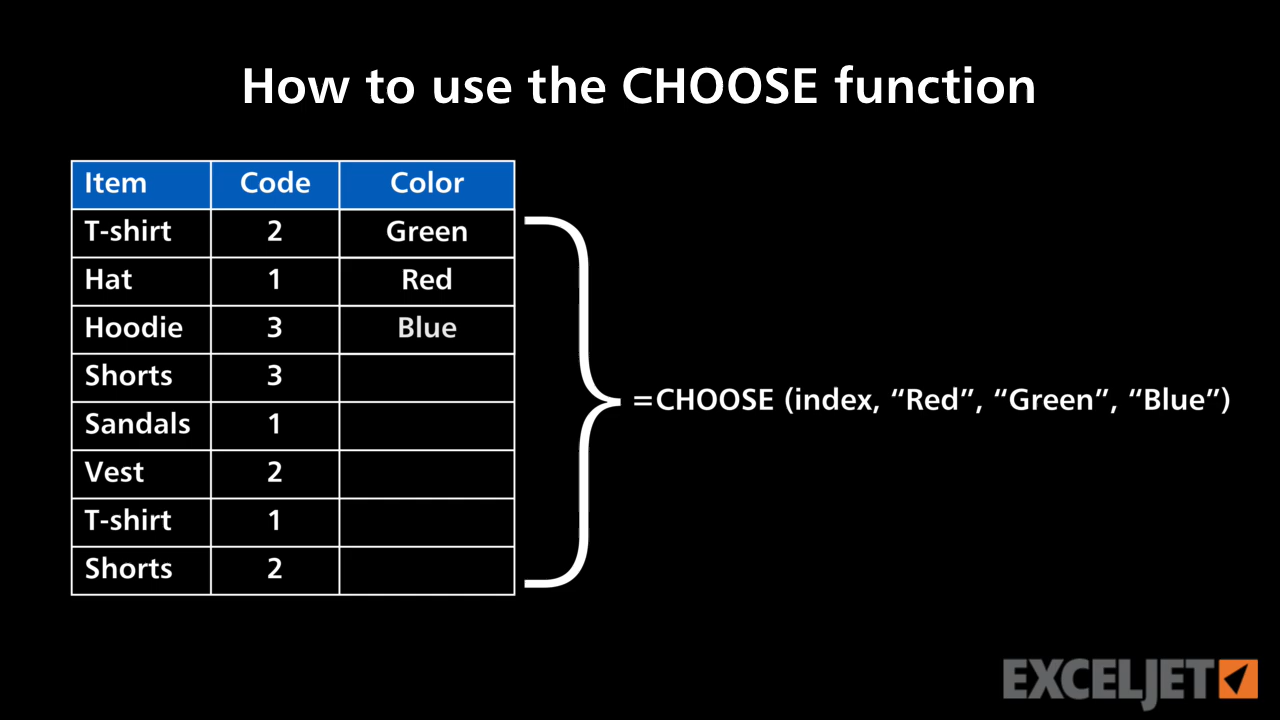 How to use the CHOOSE function
Item Code Color
T-shirt 2 Green
Hat 1 Red
Hoodie 3 Blue
Shorts 3
Sandals 1
Vest 2
T-shirt 1
Shorts 2
=CHOOSE (index, “Red”, “Green”, “Blue”)
EXCELJET